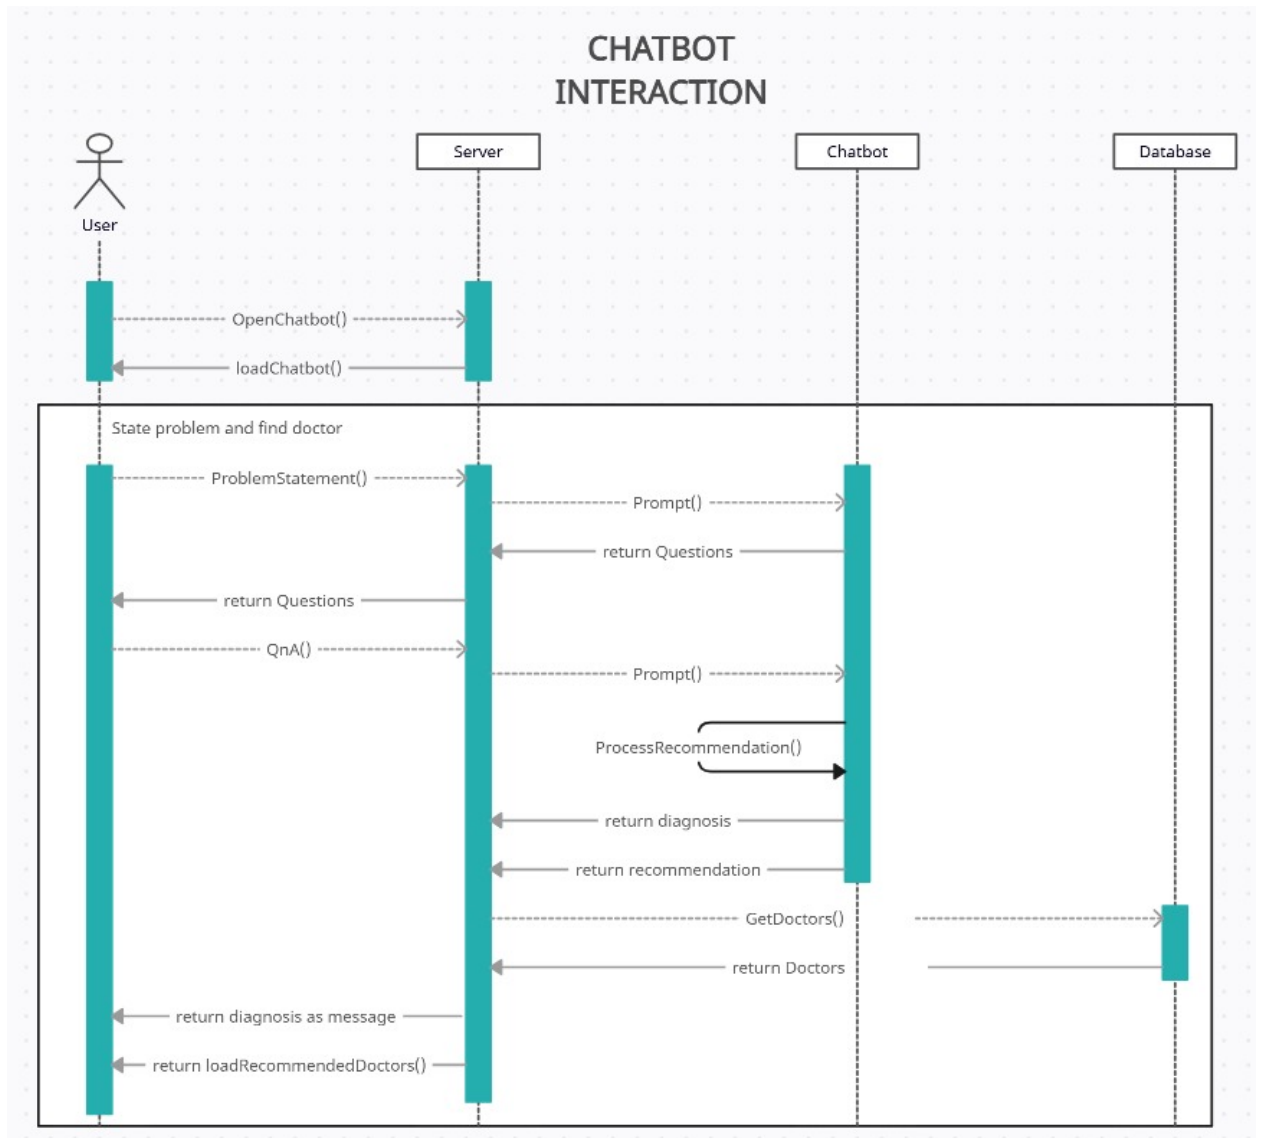 CHATBOT
INTERACTION
User
Server
Chatbot
Database
OpenChatbot()
loadChatbot()
State problem and find doctor
ProblemStatement()
Prompt()
return Questions
return Questions
QnA()
Prompt()
ProcessRecommendation()
return diagnosis
return recommendation
GetDoctors()
return Doctors
return diagnosis as message
return loadRecommendedDoctors()